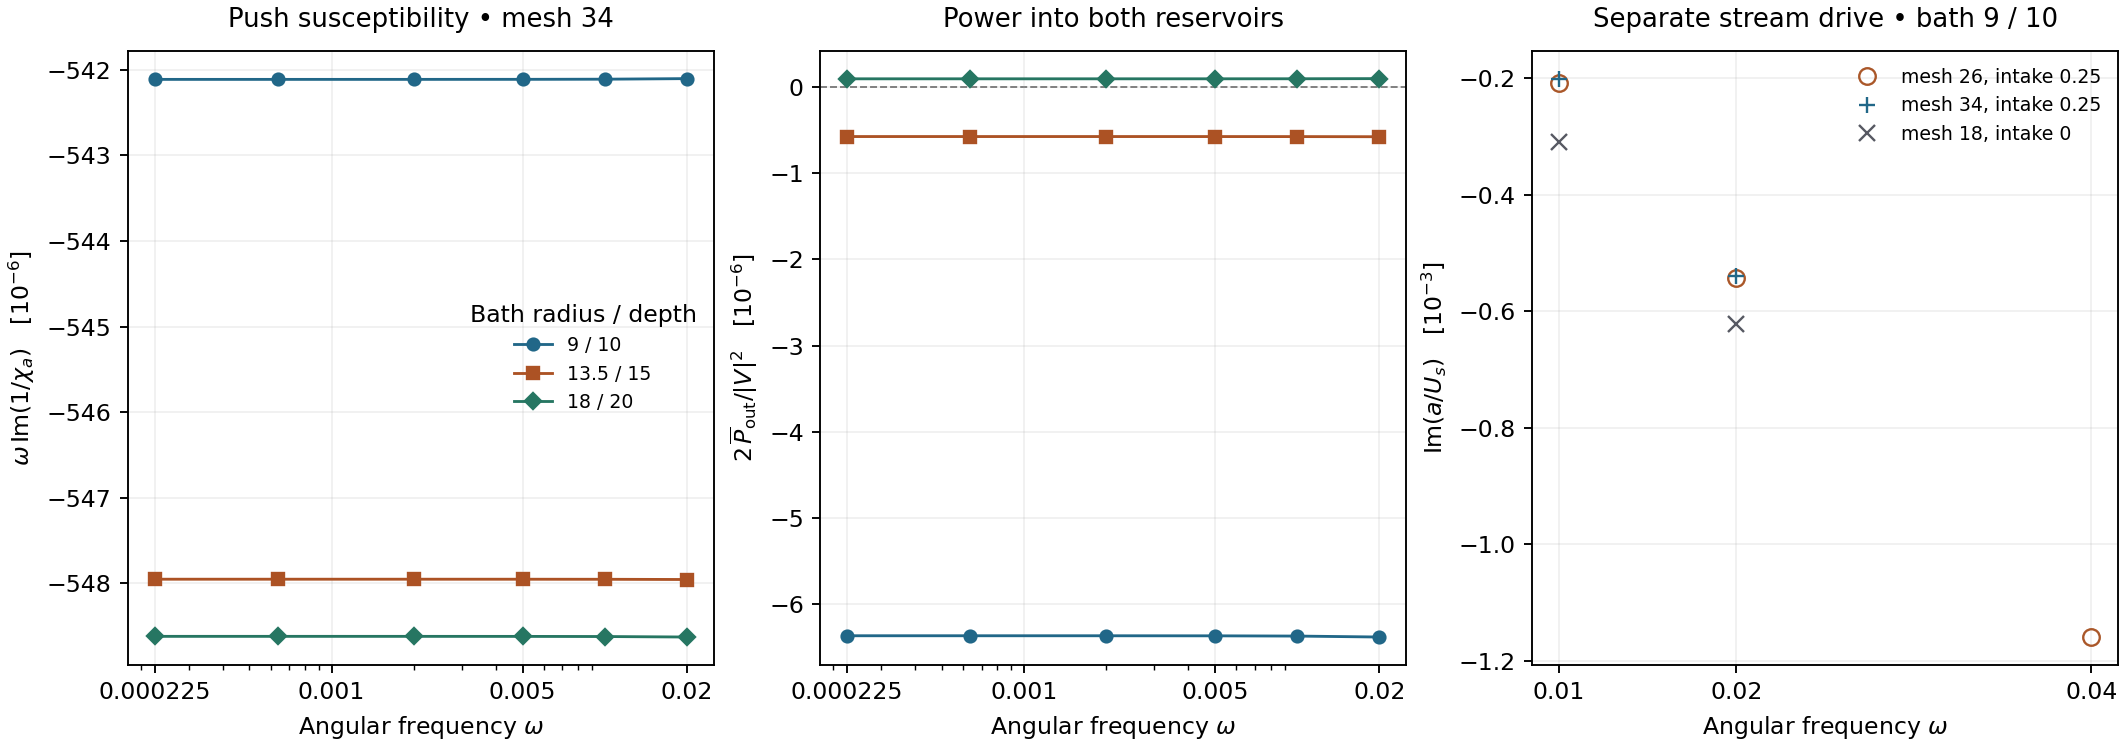 Push susceptibility • mesh 34
ω Im(1/χₐ) [10⁻⁶]
−542
−543
−544
−545
−546
−547
−548
Bath radius / depth
9 / 10
13.5 / 15
18 / 20
0.000225 0.001 0.005 0.02
Angular frequency ω
Power into both reservoirs
2 P̅ₒᵤₜ/|V|² [10⁻⁶]
0
−1
−2
−3
−4
−5
−6
0.000225 0.001 0.005 0.02
Angular frequency ω
Separate stream drive • bath 9 / 10
Im(a/Uₛ) [10⁻³]
−0.2
−0.4
−0.6
−0.8
−1.0
−1.2
mesh 26, intake 0.25
mesh 34, intake 0.25
mesh 18, intake 0
0.01 0.02 0.04
Angular frequency ω